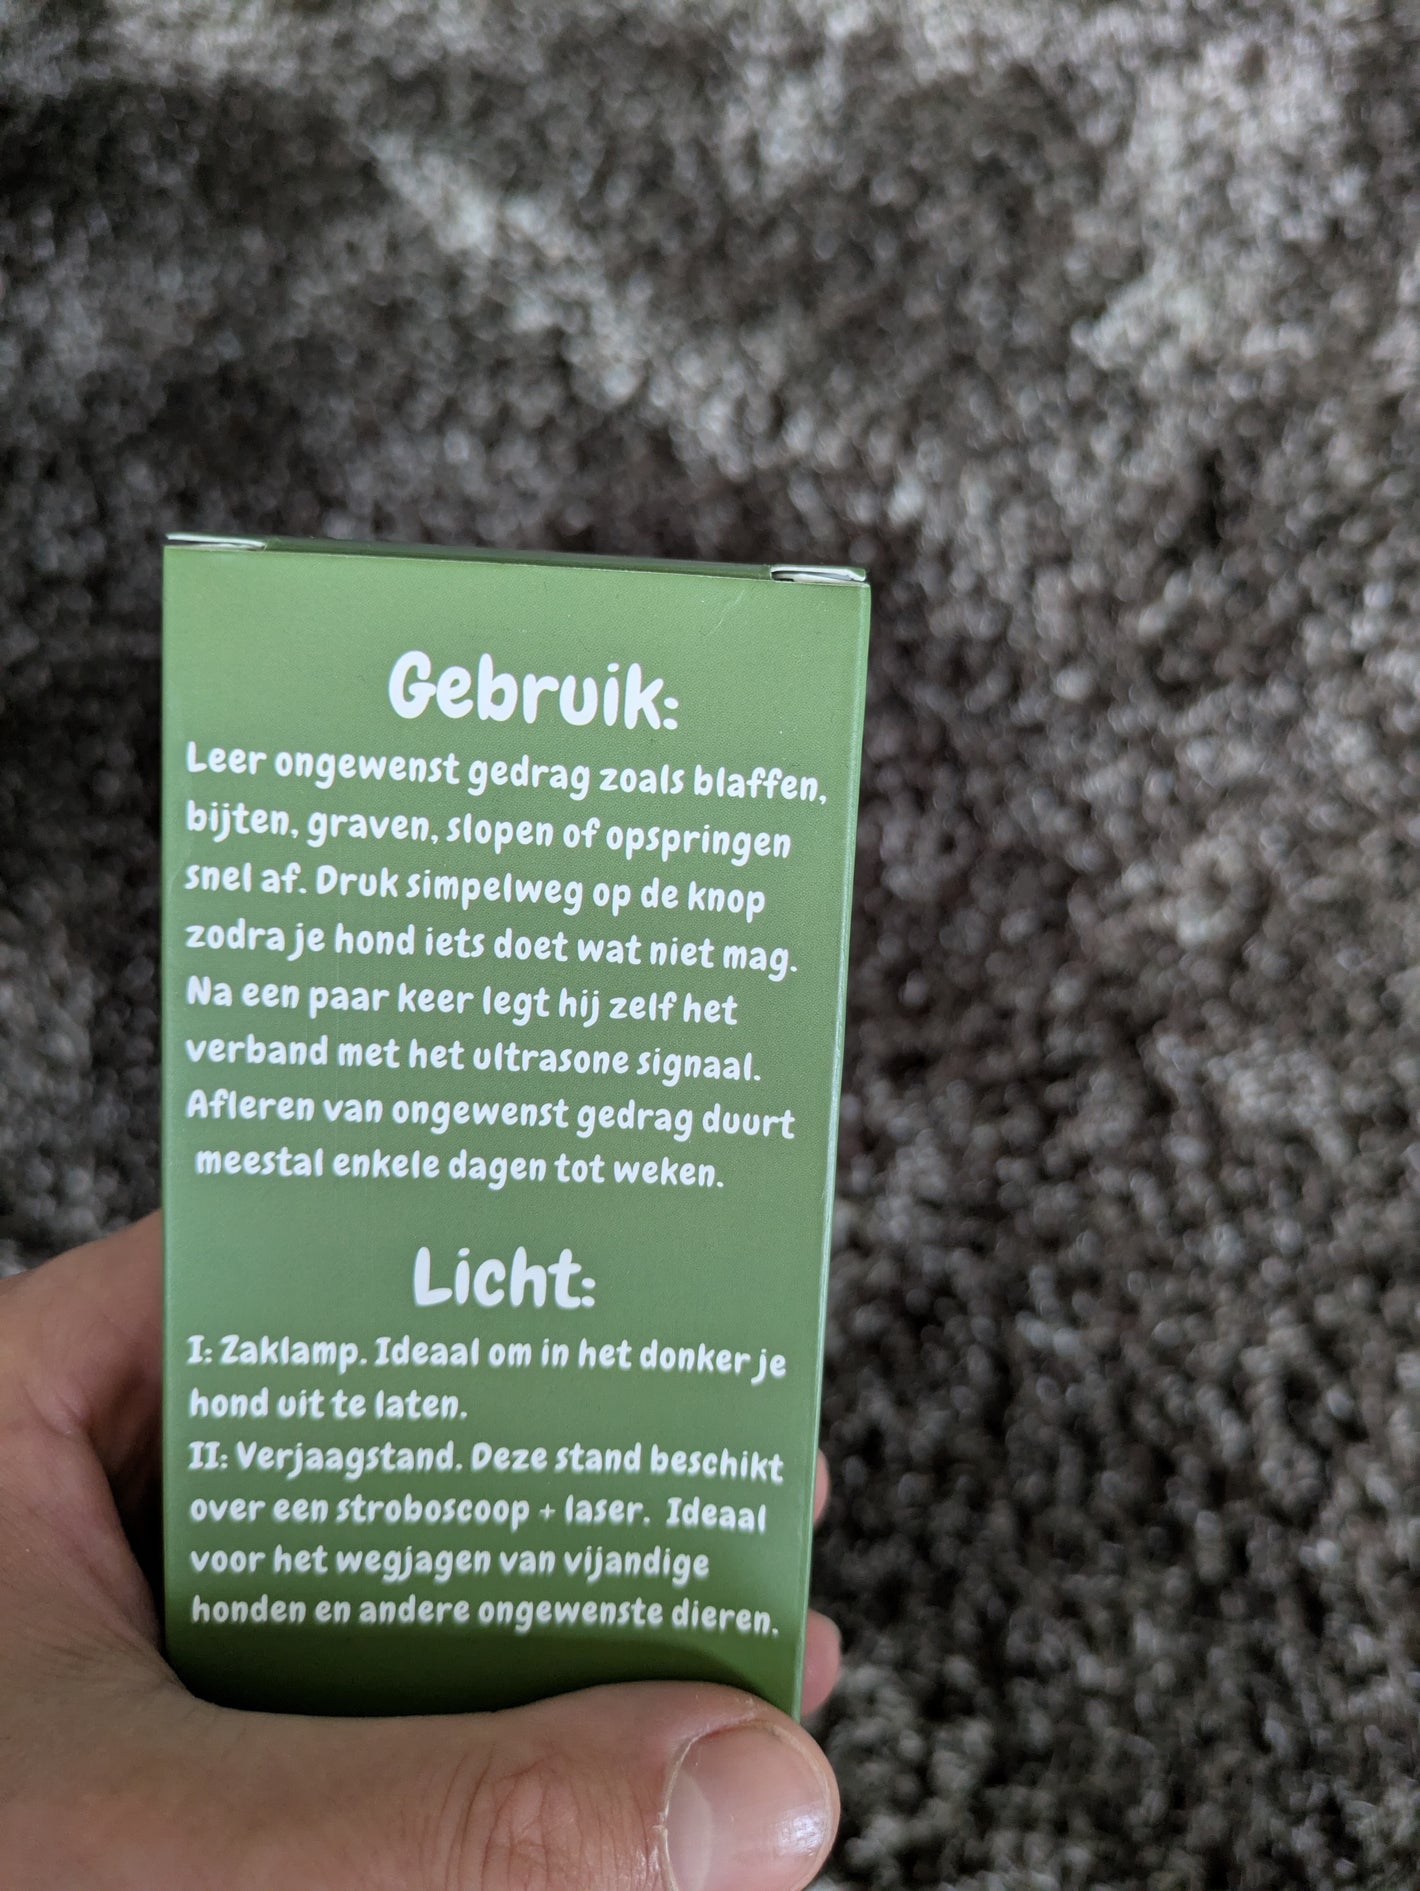 Gebruik:
Leer ongewenst gedrag zoals blaffen,
bijten, graven, slopen of opspringen
snel af. Druk simpelweg op de knop
zodra je hond iets doet wat niet mag.
Na een paar keer legt hij zelf het
verband met het ultrasone signaal.
Afleren van ongewenst gedrag duurt
meestal enkele dagen tot weken.
Licht:
I: Zaklamp. Ideaal om in het donker je
hond uit te laten.
II: Verjaagstand. Deze stand beschikt
over een stroboscoop + laser. Ideaal
voor het wegjagen van vijandige
honden en andere ongewenste dieren.